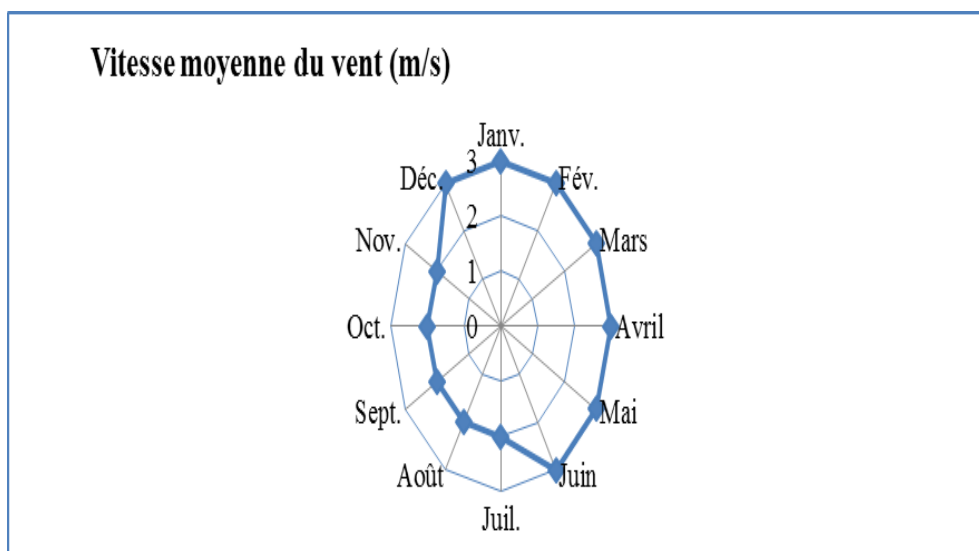 Vitesse moyenne du vent (m/s)
Janv.
Fév.
Mars
Avril
Mai
Juin
Juil.
Août
Sept.
Oct.
Nov.
Déc.
3
2
1
0